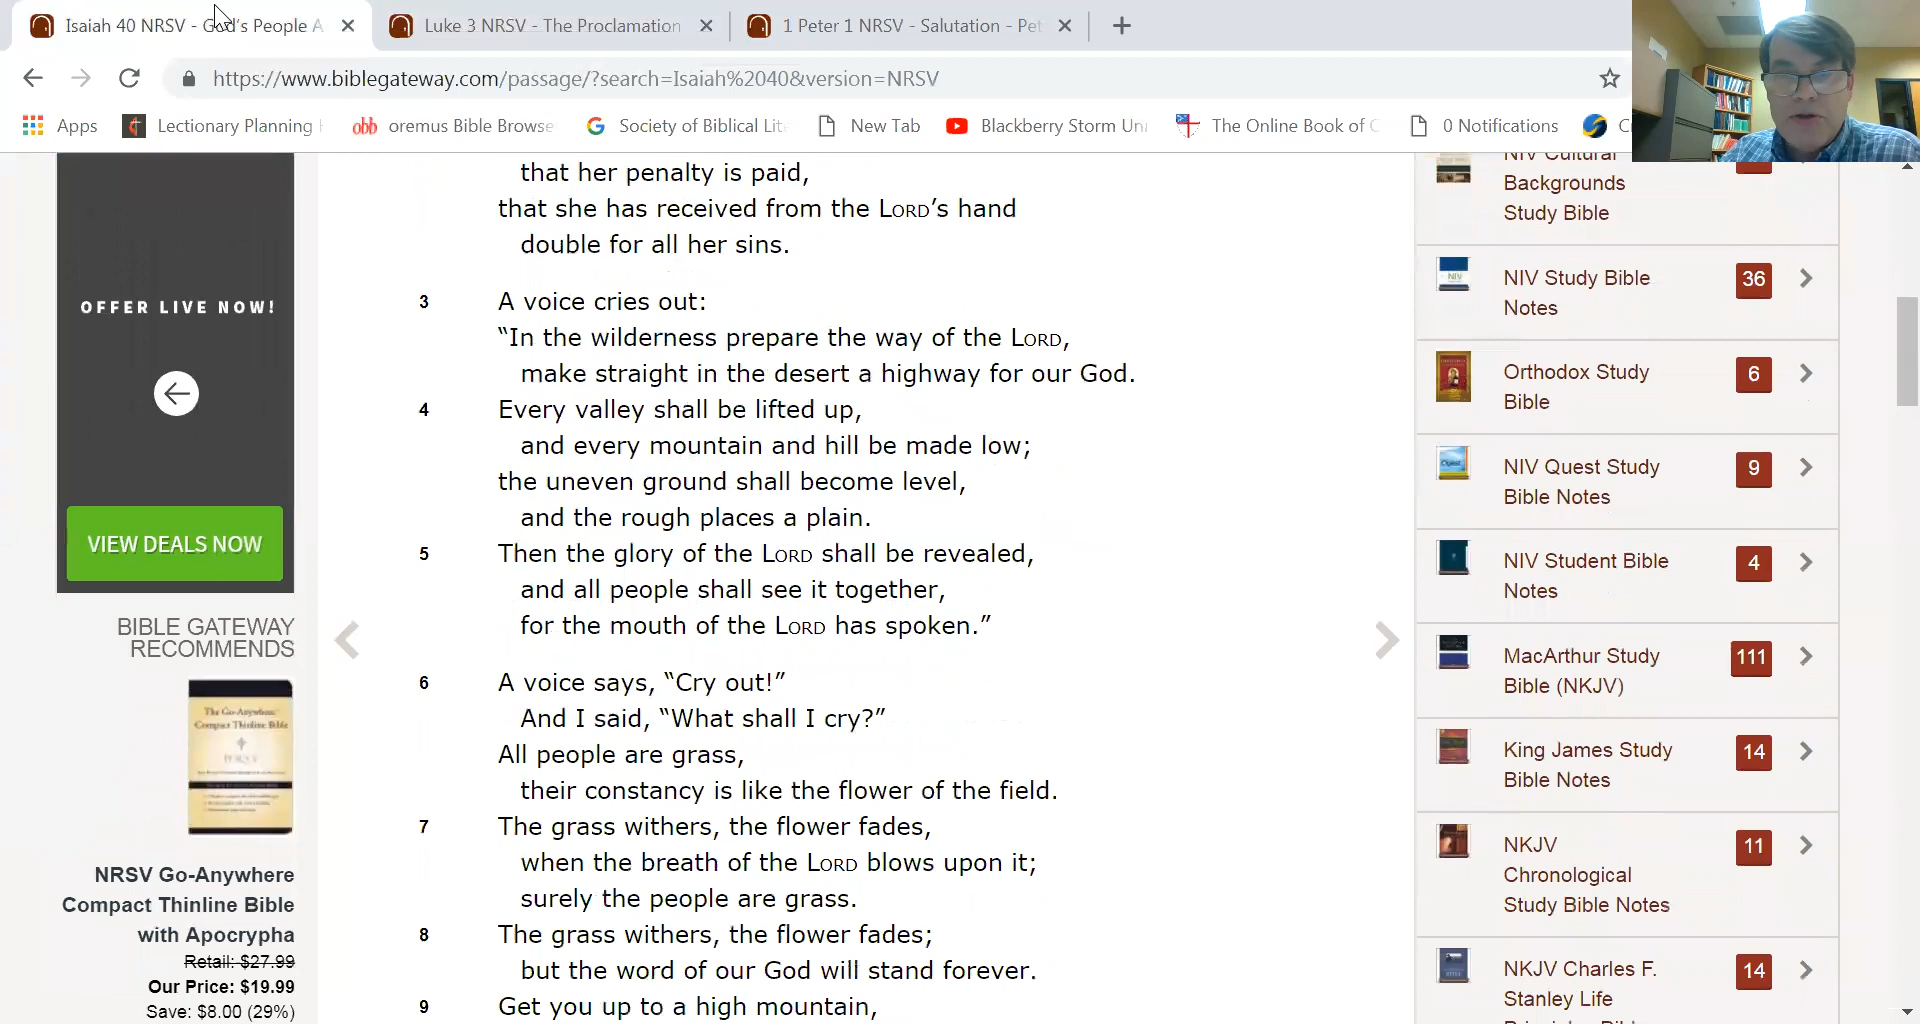 Isaiah 40 NRSV - God's People A
Luke 3 NRSV - The Proclamation
1 Peter 1 NRSV - Salutation - Pet
https://www.biblegateway.com/passage/?search=Isaiah%2040&version=NRSV
Apps
Lectionary Planning
oremus Bible Browse
Society of Biblical Lit
New Tab
Blackberry Storm Un
The Online Book of C
0 Notifications
OFFER LIVE NOW!
VIEW DEALS NOW
BIBLE GATEWAY
RECOMMENDS
The Go-Anywhere
Compact Thinline Bible
NRSV Go-Anywhere
Compact Thinline Bible
with Apocrypha
Retail: $27.99
Our Price: $19.99
Save: $8.00 (29%)
that her penalty is paid,
that she has received from the LORD’s hand
double for all her sins.
3 A voice cries out:
“In the wilderness prepare the way of the LORD,
make straight in the desert a highway for our God.
4 Every valley shall be lifted up,
and every mountain and hill be made low;
the uneven ground shall become level,
and the rough places a plain.
5 Then the glory of the LORD shall be revealed,
and all people shall see it together,
for the mouth of the LORD has spoken.”
6 A voice says, “Cry out!”
And I said, “What shall I cry?”
All people are grass,
their constancy is like the flower of the field.
7 The grass withers, the flower fades,
when the breath of the LORD blows upon it;
surely the people are grass.
8 The grass withers, the flower fades;
but the word of our God will stand forever.
9 Get you up to a high mountain,
NIV Cultural
Backgrounds
Study Bible
NIV Study Bible
Notes
36
Orthodox Study
Bible
6
NIV Quest Study
Bible Notes
9
NIV Student Bible
Notes
4
MacArthur Study
Bible (NKJV)
111
King James Study
Bible Notes
14
NKJV
Chronological
Study Bible Notes
11
NKJV Charles F.
Stanley Life
14